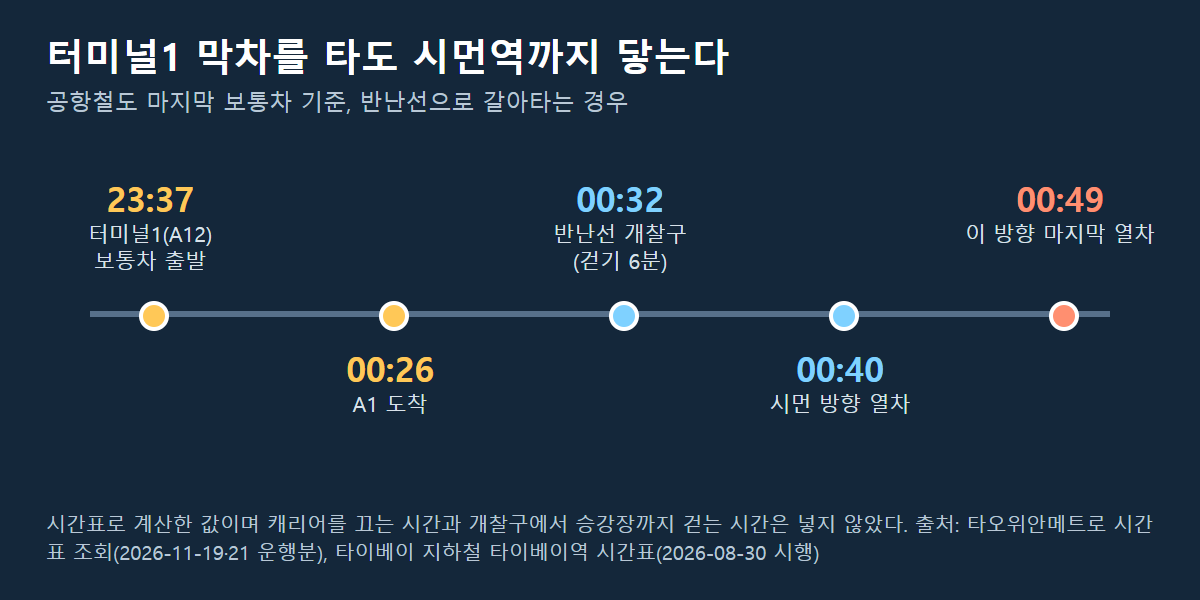 터미널1 막차를 타도 시먼역까지 닿는다
공항철도 마지막 보통차 기준, 반난선으로 갈아타는 경우
23:37
터미널1(A12)
보통차 출발
00:32
반난선 개찰구
(걷기 6분)
00:49
이 방향 마지막 열차
00:26
A1 도착
00:40
시먼 방향 열차
시간표로 계산한 값이며 캐리어를 끄는 시간과 개찰구에서 승강장까지 걷는 시간은 넣지 않았다. 출처: 타오위안메트로 시간
표 조회(2026-11-19·21 운행분), 타이베이 지하철 타이베이역 시간표(2026-08-30 시행)